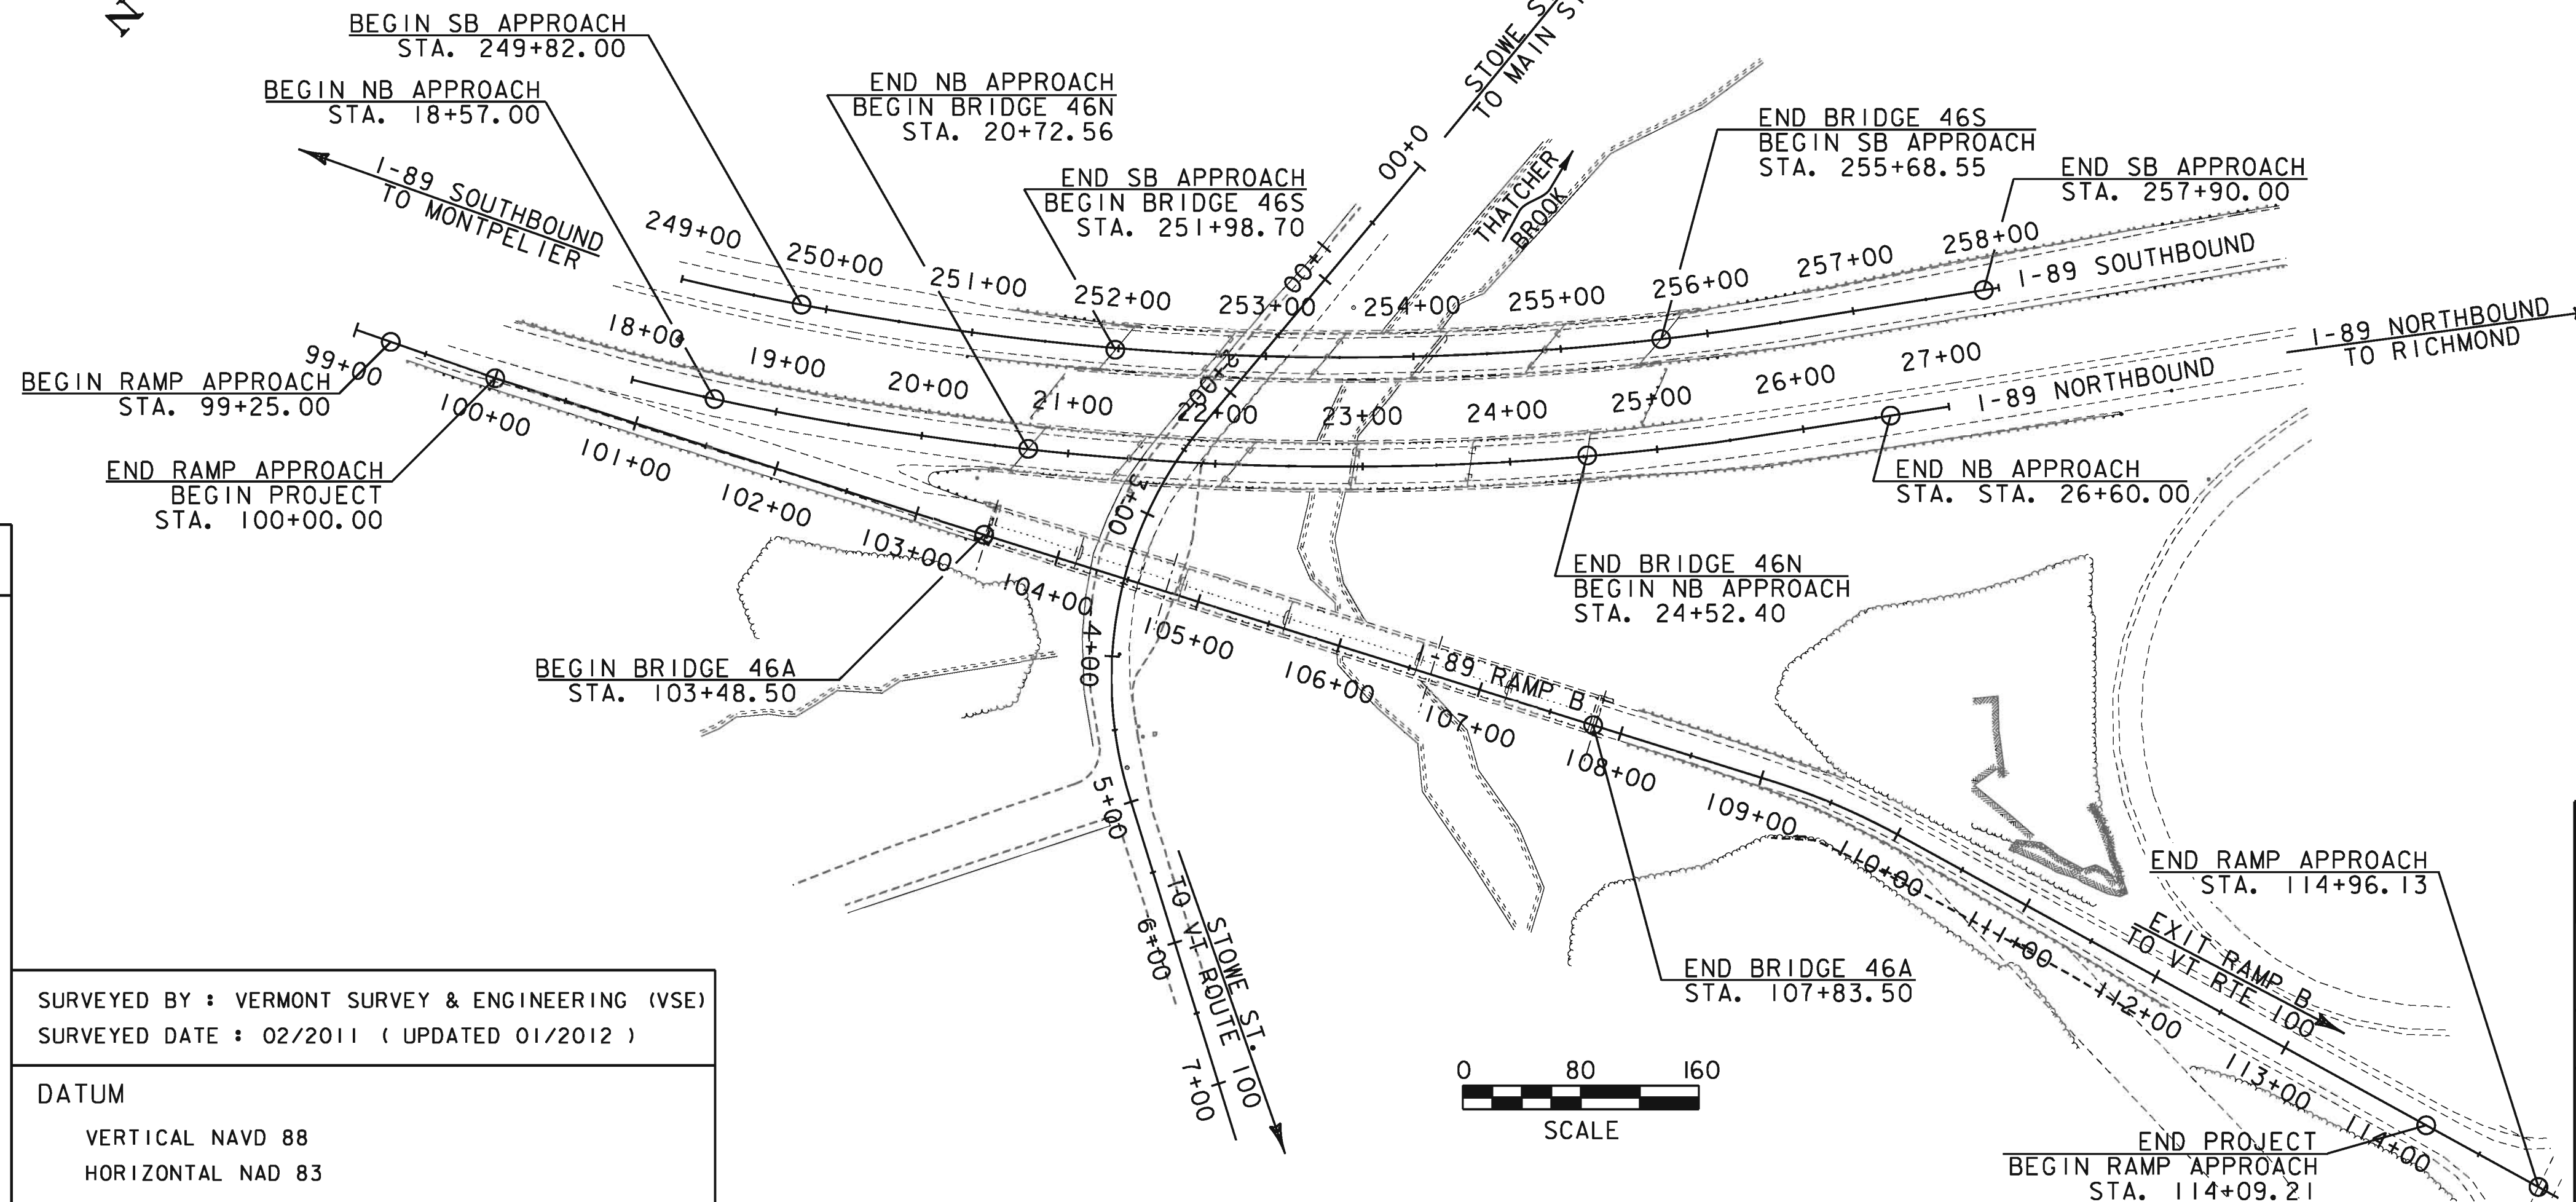 N
BEGIN SB APPROACH
STA. 249+82.00
BEGIN NB APPROACH
STA. 18+57.00
END NB APPROACH
BEGIN BRIDGE 46N
STA. 20+72.56
END SB APPROACH
BEGIN BRIDGE 46S
STA. 251+98.70
STOWE
TO MAIN
END BRIDGE 46S
BEGIN SB APPROACH
STA. 255+68.55
END SB APPROACH
STA. 257+90.00
I-89 SOUTHBOUND
TO MONTPELIER
THATCHER
BROOK
249+00
250+00
251+00
252+00
253+00
254+00
255+00
256+00
257+00
258+00
I-89 SOUTHBOUND
I-89 NORTHBOUND
TO RICHMOND
18+00
19+00
20+00
21+00
22+00
23+00
24+00
25+00
26+00
27+00
I-89 NORTHBOUND
0+00
1+00
2+00
3+00
4+00
5+00
6+00
7+00
BEGIN RAMP APPROACH
STA. 99+25.00
END RAMP APPROACH
BEGIN PROJECT
STA. 100+00.00
99+00
100+00
101+00
102+00
103+00
104+00
105+00
106+00
107+00
108+00
109+00
110+00
111+00
112+00
113+00
114+00
I-89 RAMP B
END NB APPROACH
STA. STA. 26+60.00
END BRIDGE 46N
BEGIN NB APPROACH
STA. 24+52.40
BEGIN BRIDGE 46A
STA. 103+48.50
END BRIDGE 46A
STA. 107+83.50
END RAMP APPROACH
STA. 114+96.13
EXIT RAMP B
TO VT RTE 100
STOWE ST.
TO VT ROUTE 100
END PROJECT
BEGIN RAMP APPROACH
STA. 114+09.21
0 80 160
SCALE
SURVEYED BY : VERMONT SURVEY & ENGINEERING (VSE)
SURVEYED DATE : 02/2011 ( UPDATED 01/2012 )
DATUM
VERTICAL NAVD 88
HORIZONTAL NAD 83